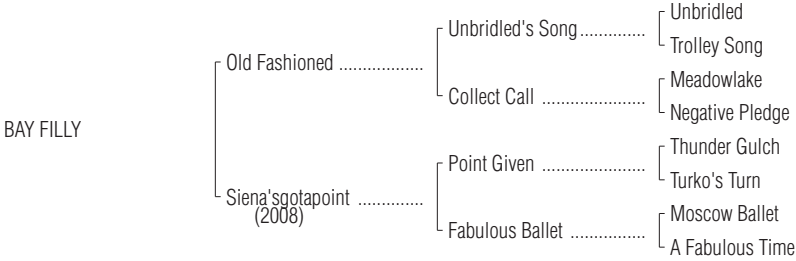 Unbridled
Unbridled's Song..............
Trolley Song
Old Fashioned ..................
Meadowlake
Collect Call ......................
Negative Pledge
BAY FILLY
Thunder Gulch
Point Given ......................
Turko's Turn
Siena'sgotapoint ..............
(2008)
Moscow Ballet
Fabulous Ballet ................
A Fabulous Time